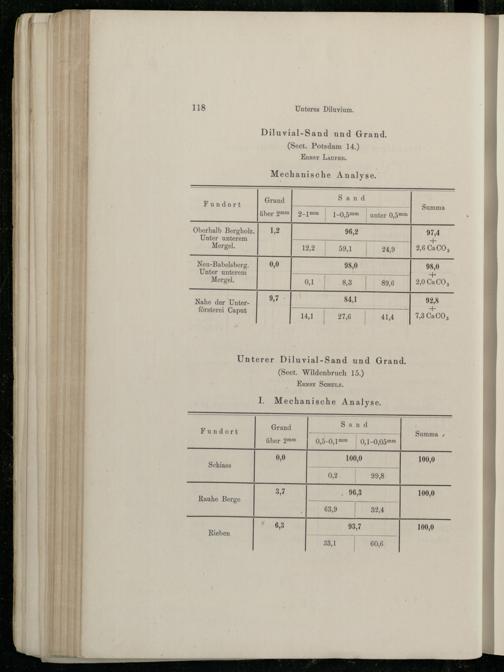 118 Unteres Diluvium.
Diluvial-Sand und Grand.
(Sect. Potsdam 14.)
Ernst Laufer.
Mechanische Analyse.
Fundort Grand Sand Summa
über 2mm 2–1mm 1–0,5mm unter 0,5mm
Oberhalb Bergholz. 1,2 96,2 97,4
Unter unterem +
Mergel. 12,2 59,1 24,9 2,6 CaCO3
Neu-Babelsberg. 0,0 98,0 98,0
Unter unterem +
Mergel. 0,1 8,3 89,6 2,0 CaCO3
Nahe der Unter- 9,7 84,1 92,8
försterei Caput +
14,1 27,6 41,4 7,3 CaCO3
Unterer Diluvial-Sand und Grand.
(Sect. Wildenbruch 15.)
Ernst Schulz.
I. Mechanische Analyse.
Fundort Grand Sand Summa
über 2mm 0,5–0,1mm 0,1–0,05mm
Schiass 0,0 100,0 100,0
0,2 99,8
Rauhe Berge 3,7 96,3 100,0
63,9 32,4
Rieben 6,3 93,7 100,0
33,1 60,6